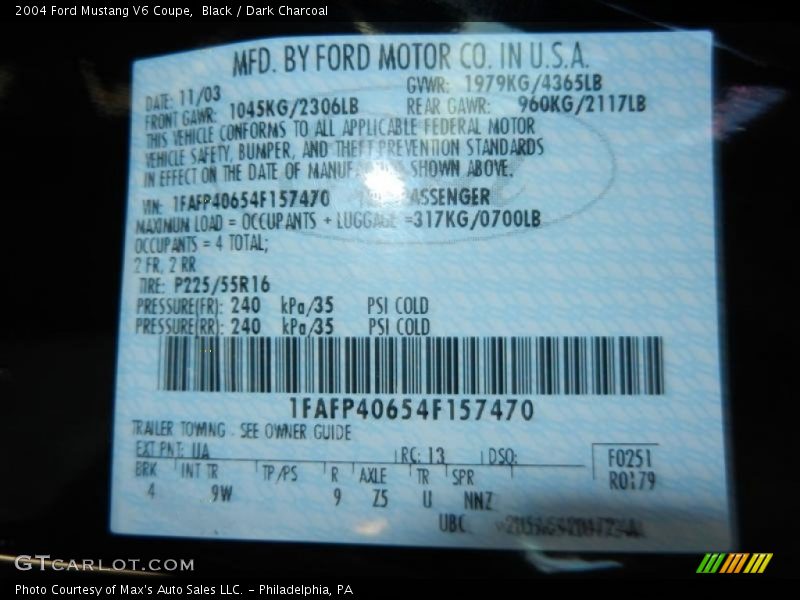 2004 Ford Mustang V6 Coupe,  Black / Dark Charcoal
MFD. BY FORD MOTOR CO. IN U.S.A.
DATE: 11/03 GVWR: 1979KG/4365LB
FRONT GAWR: 1045KG/2306LB REAR GAWR: 960KG/2117LB
THIS VEHICLE CONFORMS TO ALL APPLICABLE FEDERAL MOTOR
VEHICLE SAFETY, BUMPER, AND THEFT PREVENTION STANDARDS
IN EFFECT ON THE DATE OF SHOWN ABOVE.
VIN: 1FAFP40654F157470
MAXIMUM LOAD = OCCUPANTS + LUGGAGE =317KG/0700LB
OCCUPANTS = 4 TOTAL;
2 FR, 2 RR
TIRE: P225/55R16
PRESSURE(FR): 240 kPa/35 PSI COLD
PRESSURE(RR): 240 kPa/35 PSI COLD
1FAFP40654F157470
TRAILER TOWING - SEE OWNER GUIDE
EXT PNT: UA RC: 13 DSO: F0251
BRK INT TR TP/PS R AXLE TR SPR R0179
4 9W 9 Z5 U NNZ
UBC
GTCARLOT.COM
Photo Courtesy of Max's Auto Sales LLC. - Philadelphia, PA